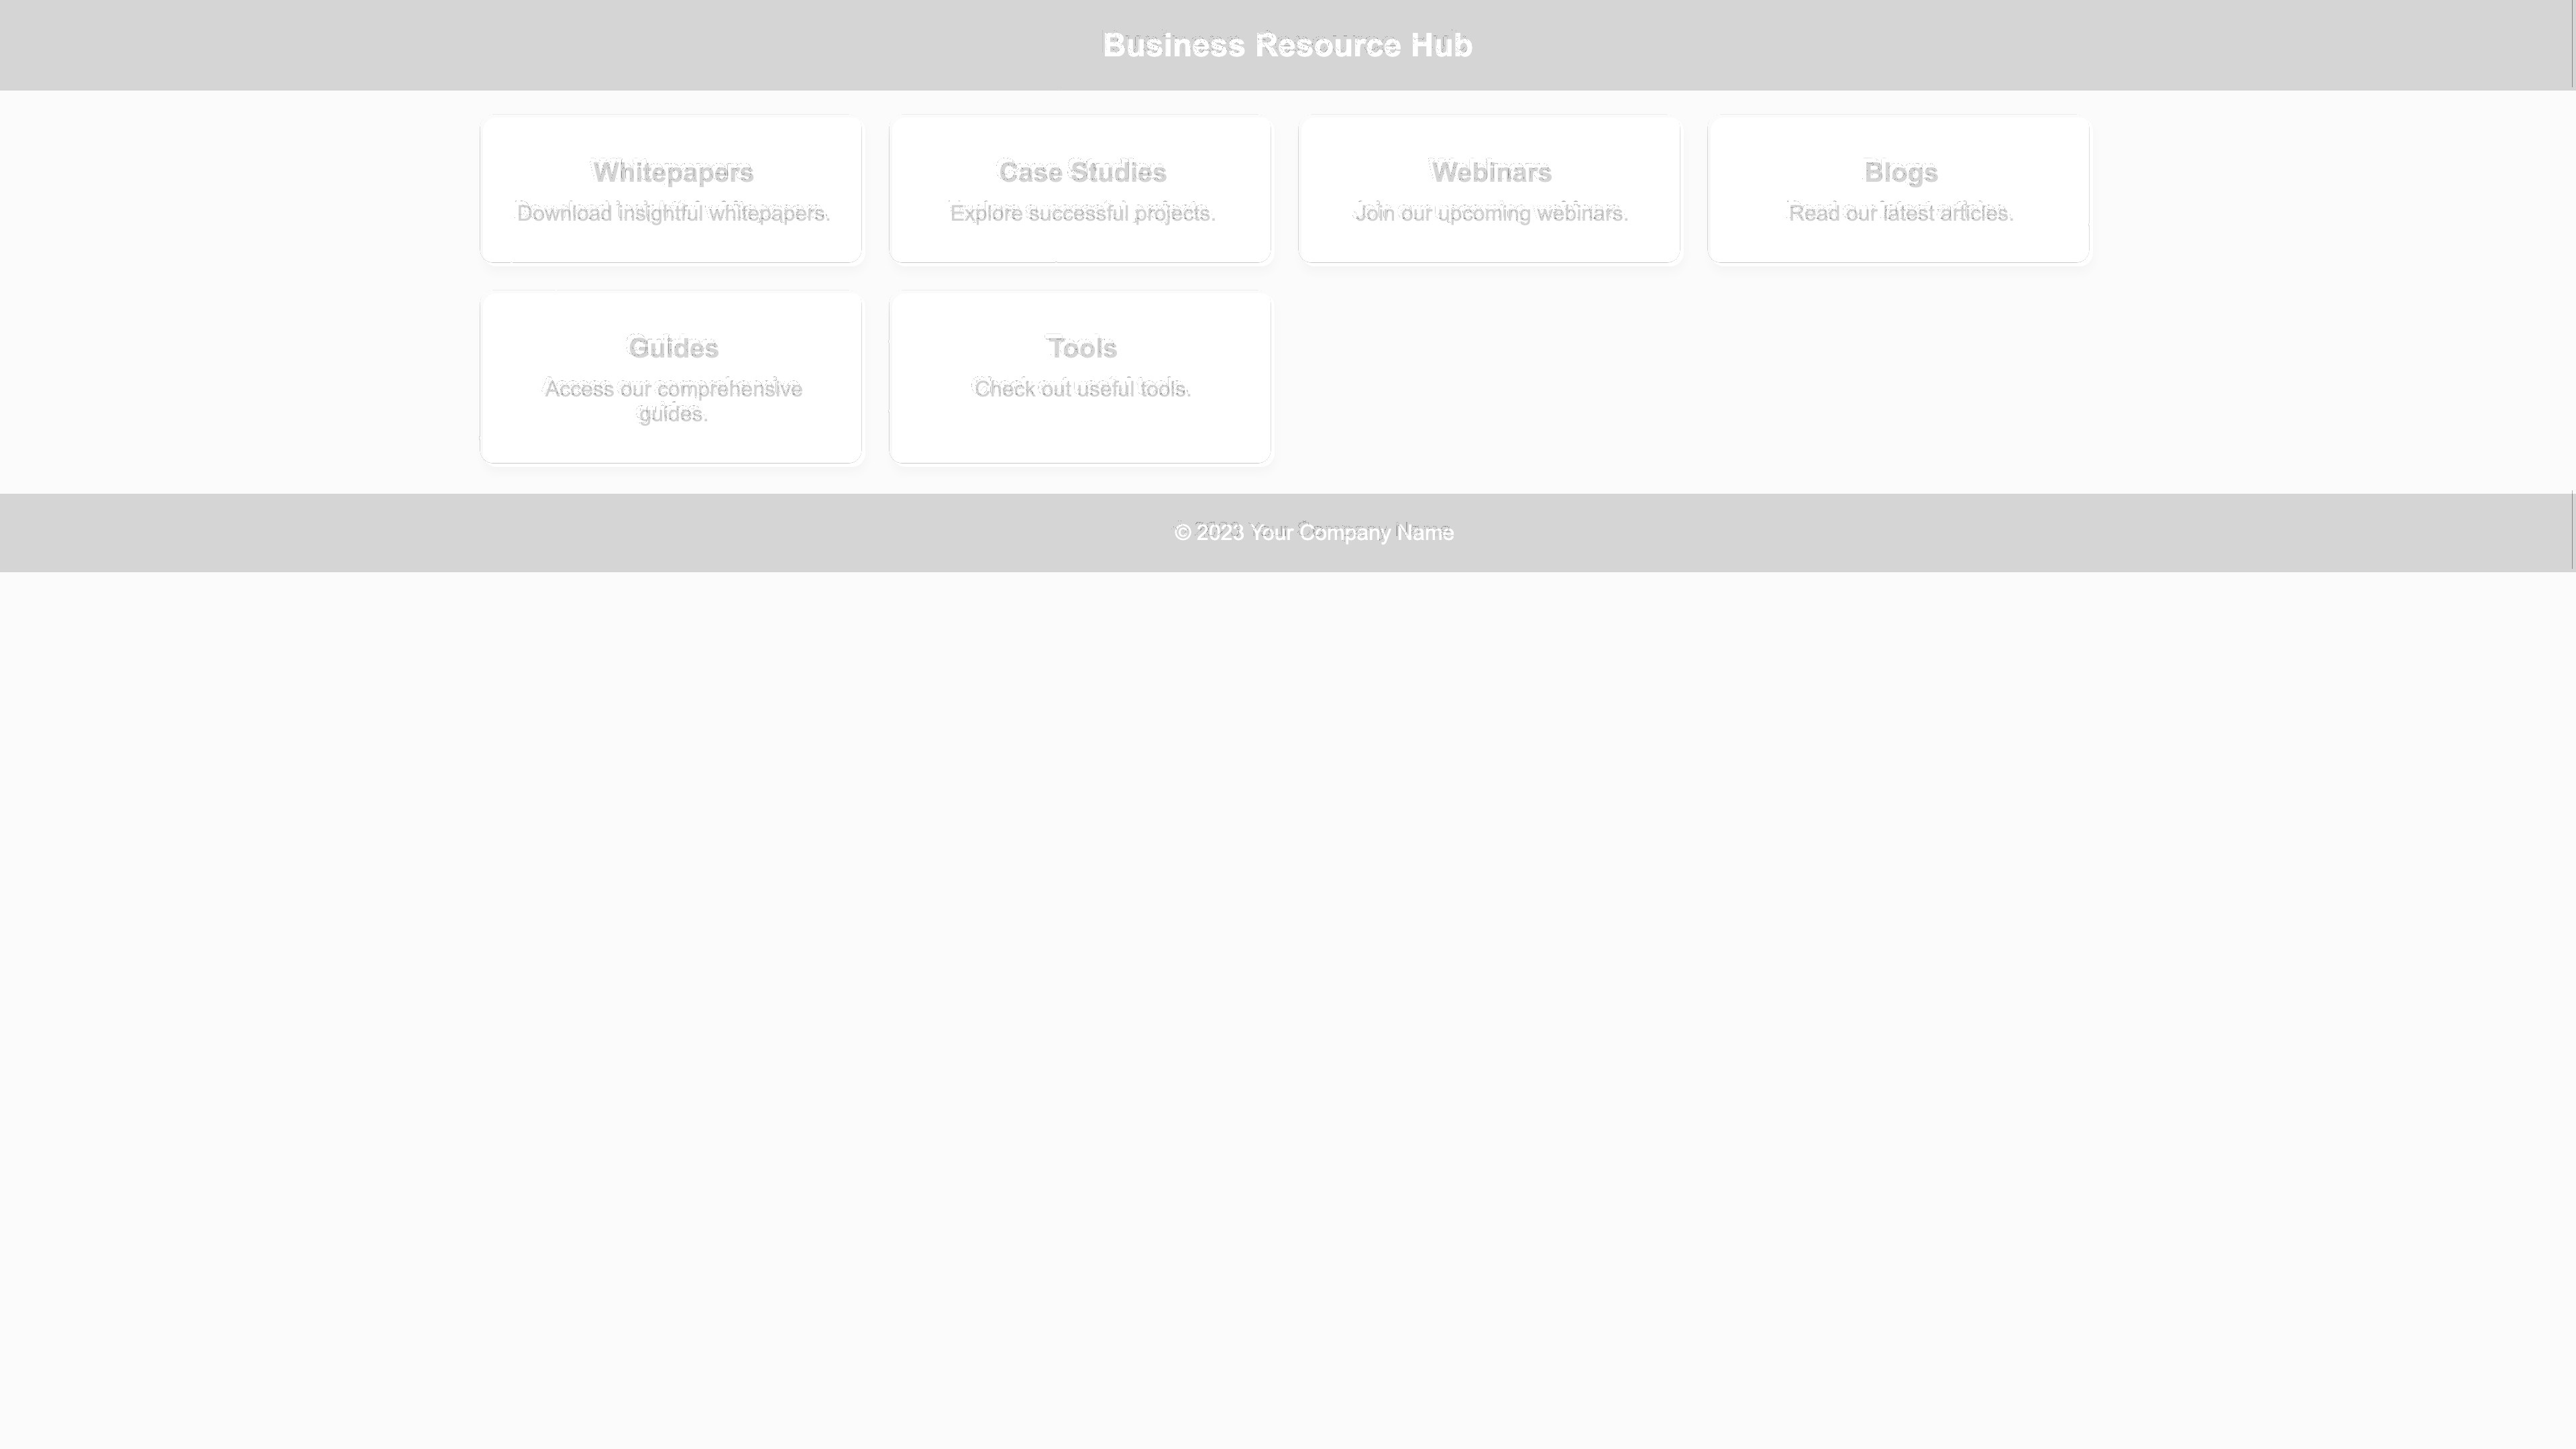 Business Resource Hub
Whitepapers
Download insightful whitepapers.
Case Studies
Explore successful projects.
Webinars
Join our upcoming webinars.
Blogs
Read our latest articles.
Guides
Access our comprehensive
guides.
Tools
Check out useful tools.
© 2023 Your Company Name